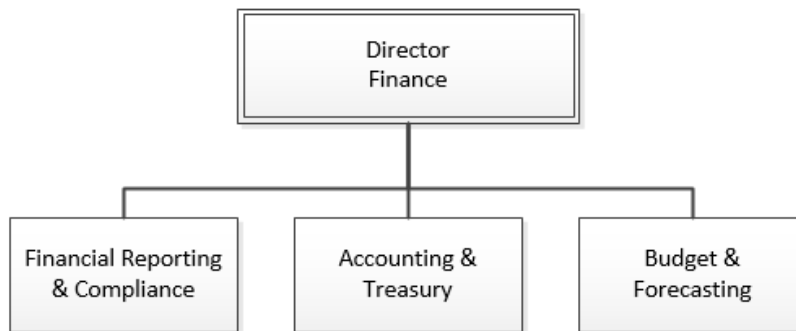 Director
Finance
Financial Reporting
& Compliance
Accounting &
Treasury
Budget &
Forecasting